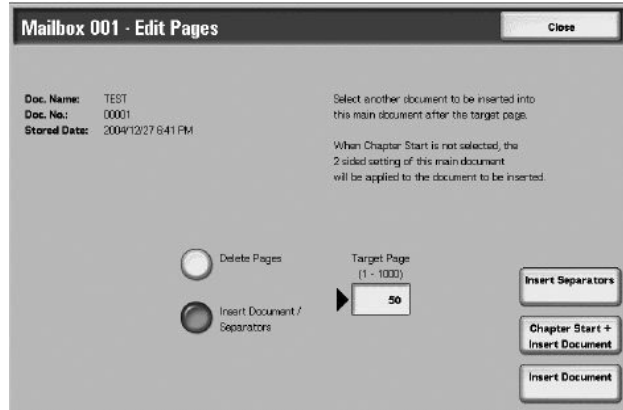 Mailbox 001 - Edit Pages
Close
Doc. Name: TEST
Doc. No.: 00001
Stored Date: 2004/12/27 6:41 PM
Select another document to be inserted into
this main document after the target page.
When Chapter Start is not selected, the
2 sided setting of this main document
will be applied to the document to be inserted.
Delete Pages
Target Page
(1 - 1000)
50
Insert Document /
Separators
Insert Separators
Chapter Start +
Insert Document
Insert Document